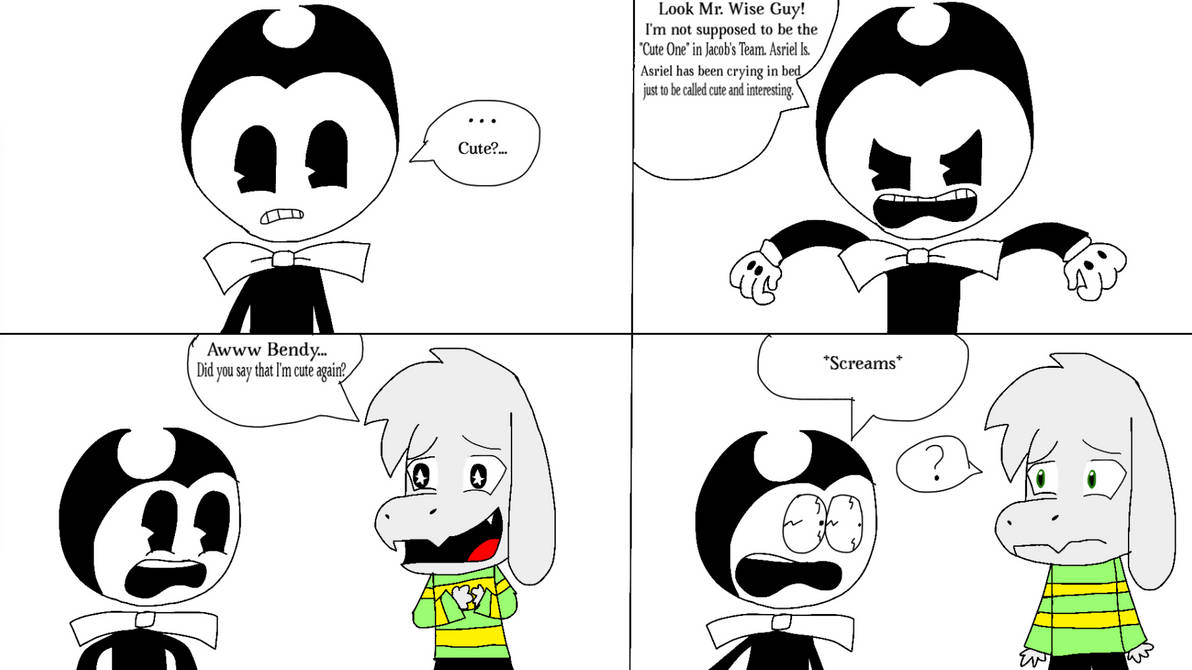 ...
Cute?...
Look Mr. Wise Guy!
I'm not supposed to be the
"Cute One" in Jacob's Team. Asriel Is.
Asriel has been crying in bed
just to be called cute and interesting.
Awww Bendy...
Did you say that I'm cute again?
*Screams*
?